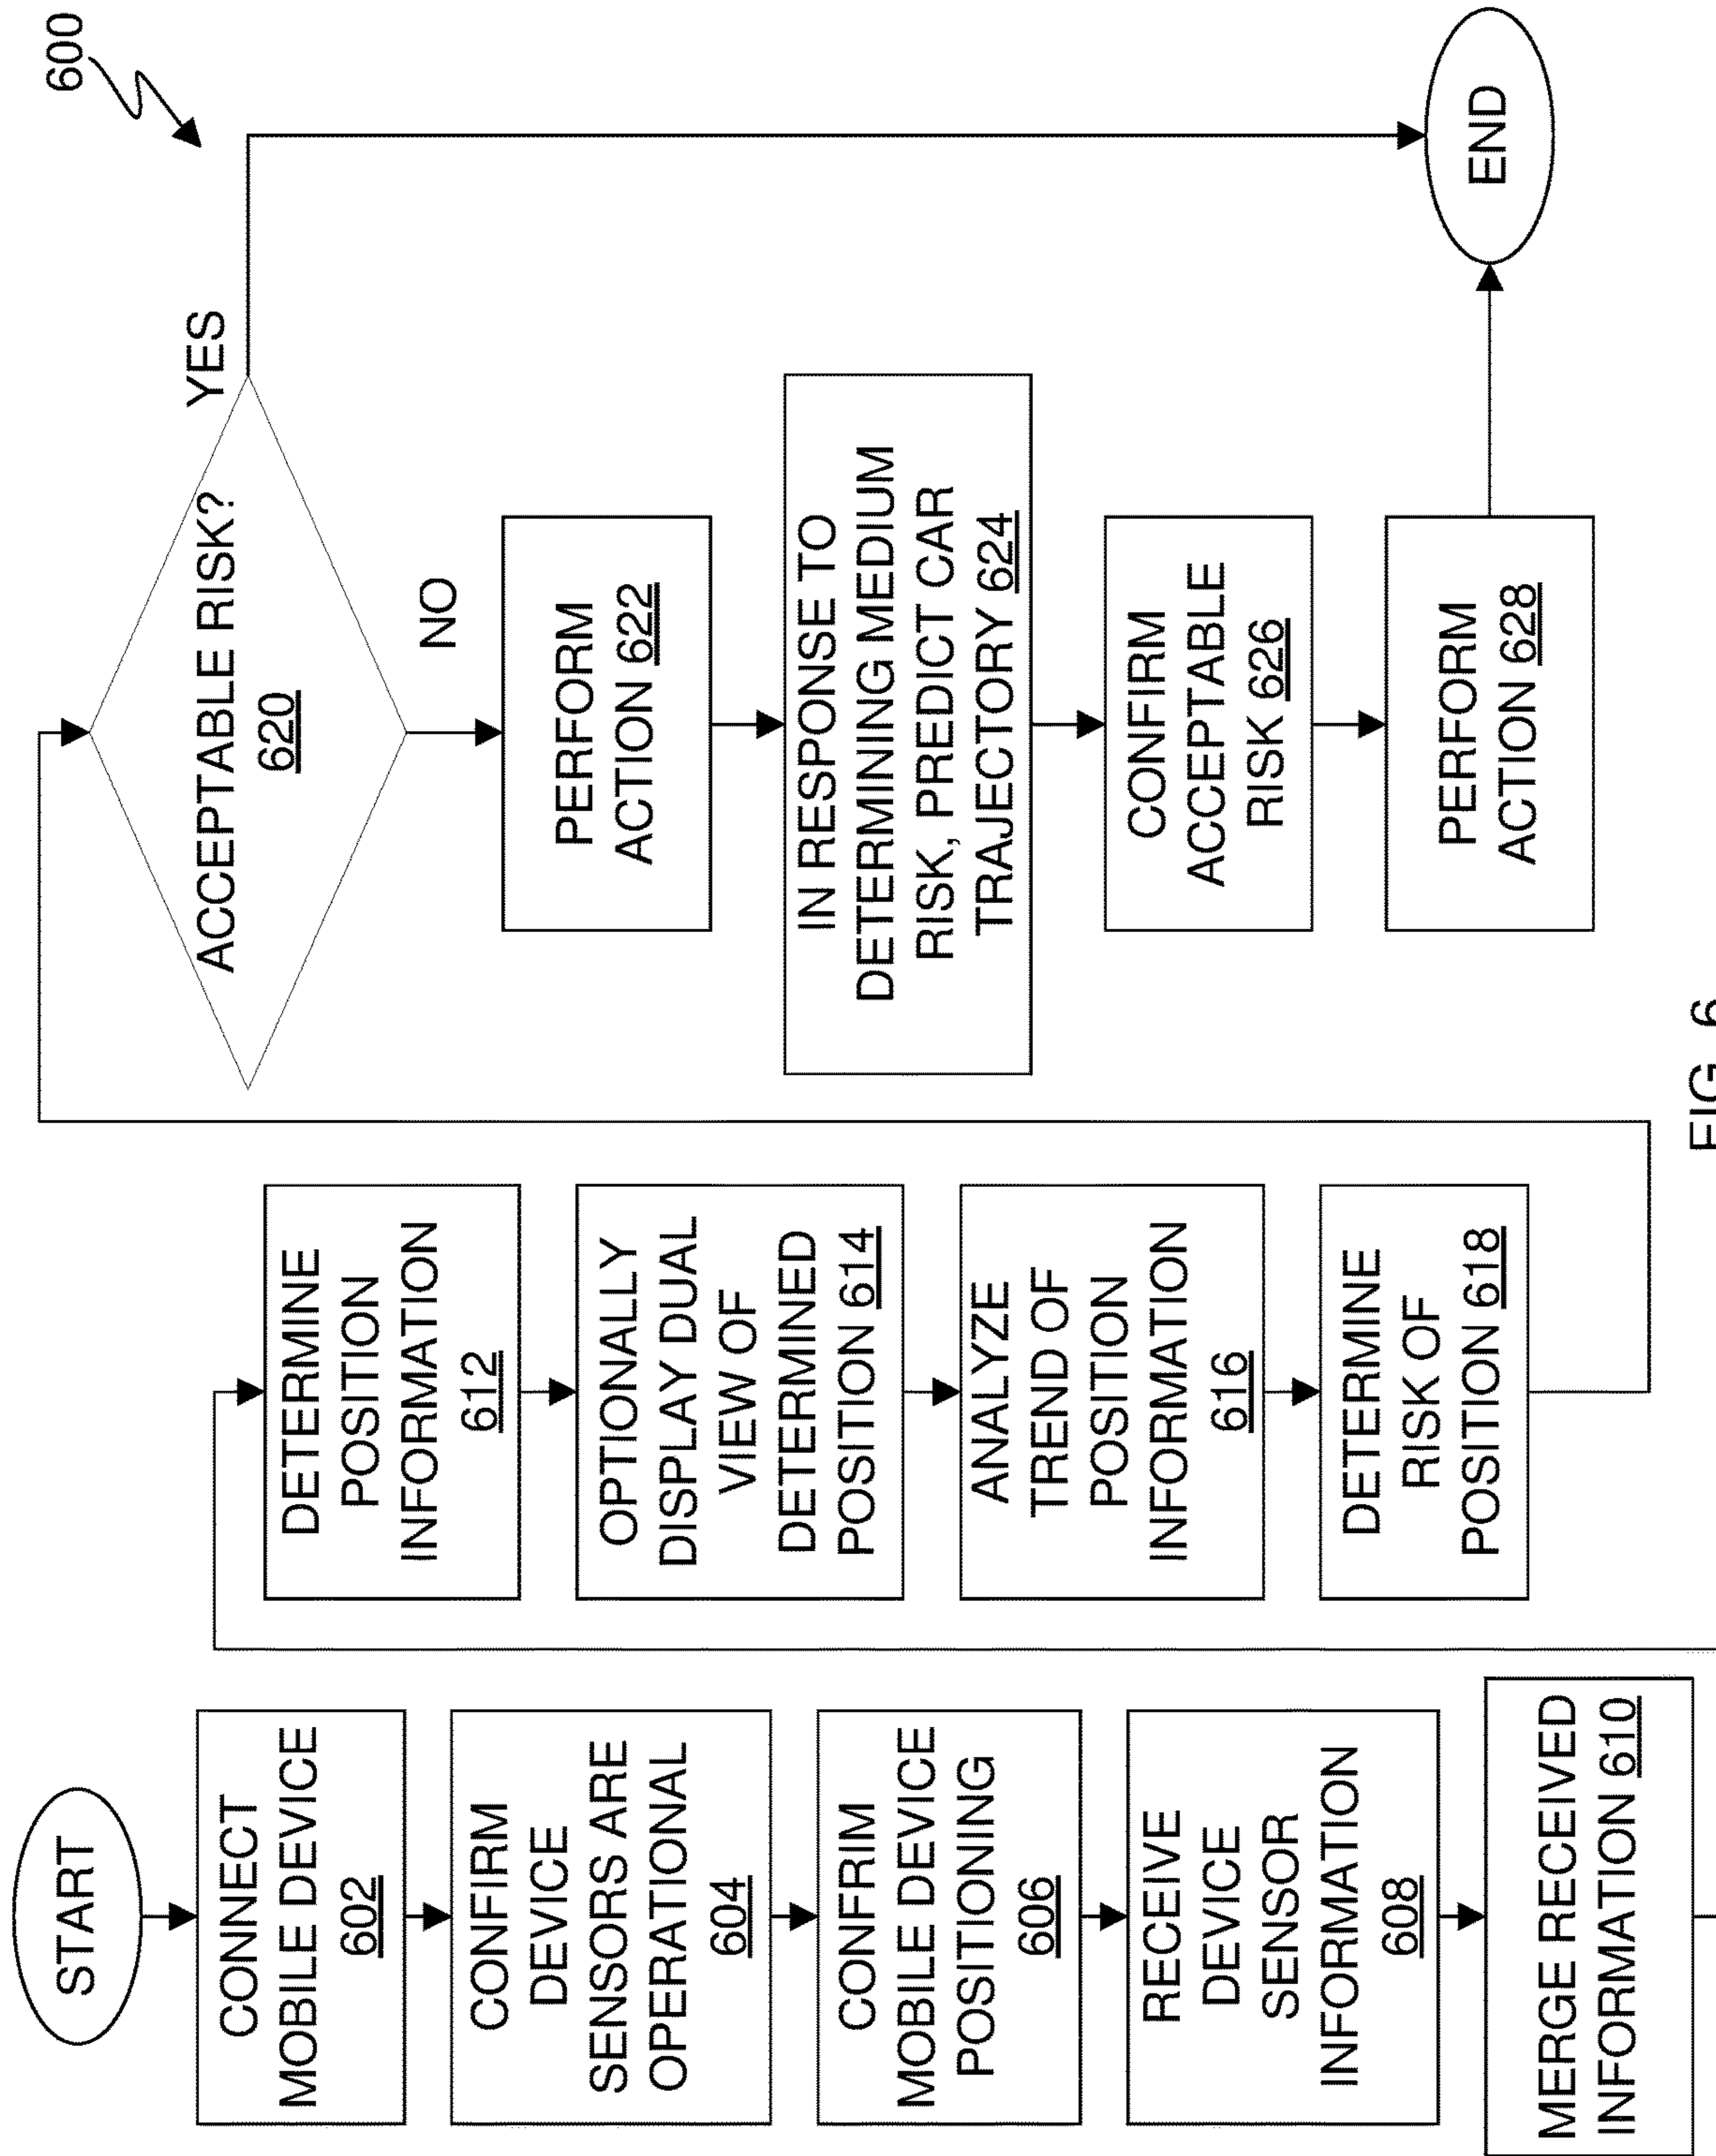 600
START
CONNECT
MOBILE DEVICE
602
CONFIRM
DEVICE
SENSORS ARE
OPERATIONAL
604
CONFRIM
MOBILE DEVICE
POSITIONING
606
RECEIVE
DEVICE
SENSOR
INFORMATION
608
MERGE RECEIVED
INFORMATION 610
DETERMINE
POSITION
INFORMATION
612
OPTIONALLY
DISPLAY DUAL
VIEW OF
DETERMINED
POSITION 614
ANALYZE
TREND OF
POSITION
INFORMATION
616
DETERMINE
RISK OF
POSITION 618
ACCEPTABLE RISK?
620
YES
NO
PERFORM
ACTION 622
IN RESPONSE TO
DETERMINING MEDIUM
RISK, PREDICT CAR
TRAJECTORY 624
CONFIRM
ACCEPTABLE
RISK 626
PERFORM
ACTION 628
END
FIG. 6